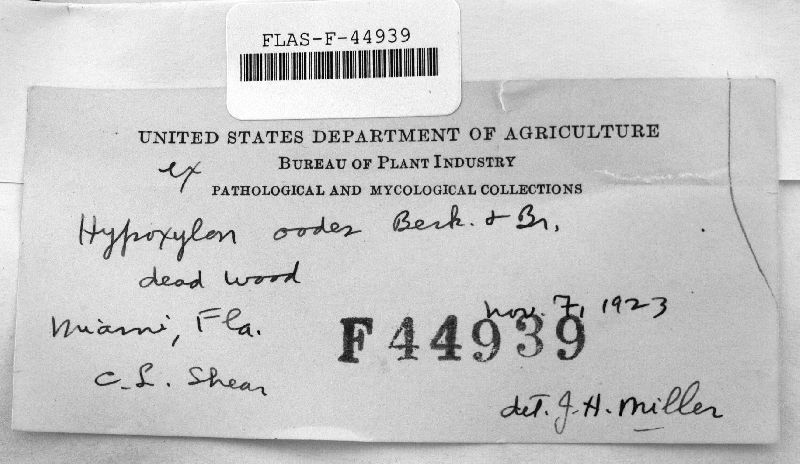 FLAS-F-44939
UNITED STATES DEPARTMENT OF AGRICULTURE
ex BUREAU OF PLANT INDUSTRY
PATHOLOGICAL AND MYCOLOGICAL COLLECTIONS
Hypoxylon oodes Berk. & Br.
dead wood
Miami, Fla. Nov. 7, 1923
F44939
C. L. Shear
det. J. H. Miller